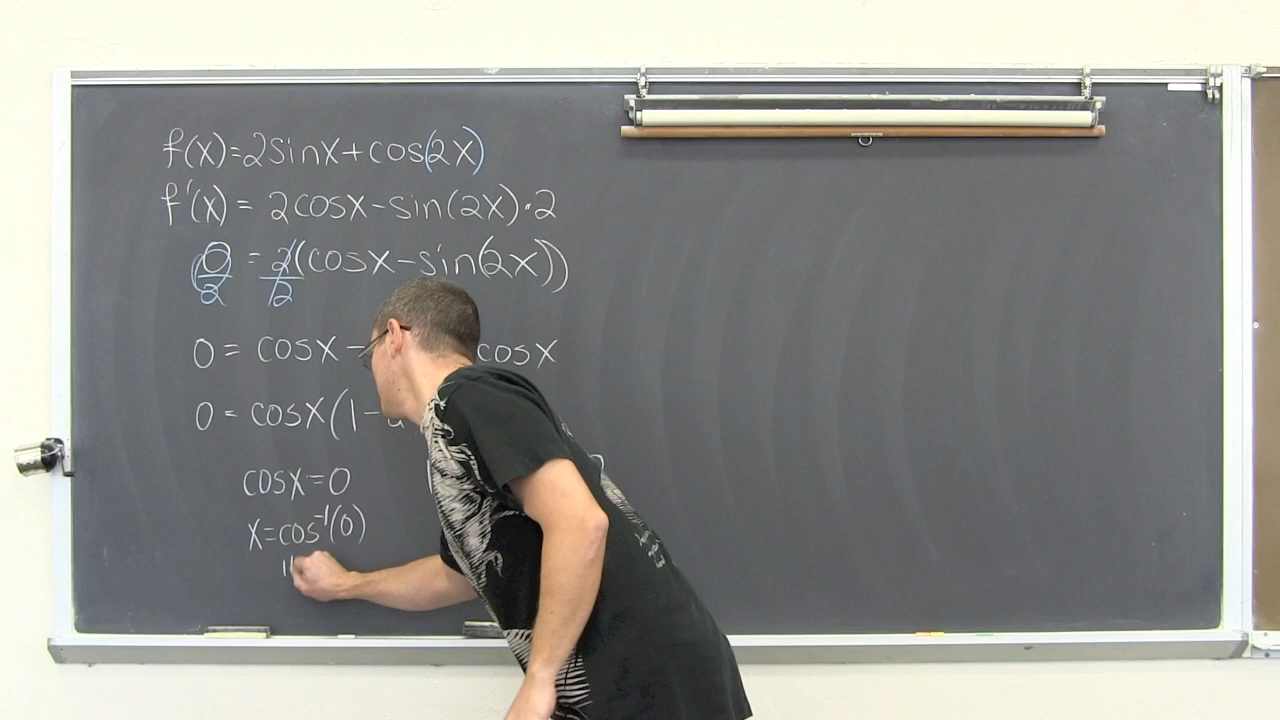 f(x)=2sinx+cos(2x)
f'(x) = 2cosx-sin(2x)·2
0/2 = 2/2(cosx-sin(2x))
0 = cosx- cosx
0 = cosx(1-
cosx=0
x=cos⁻¹(0)